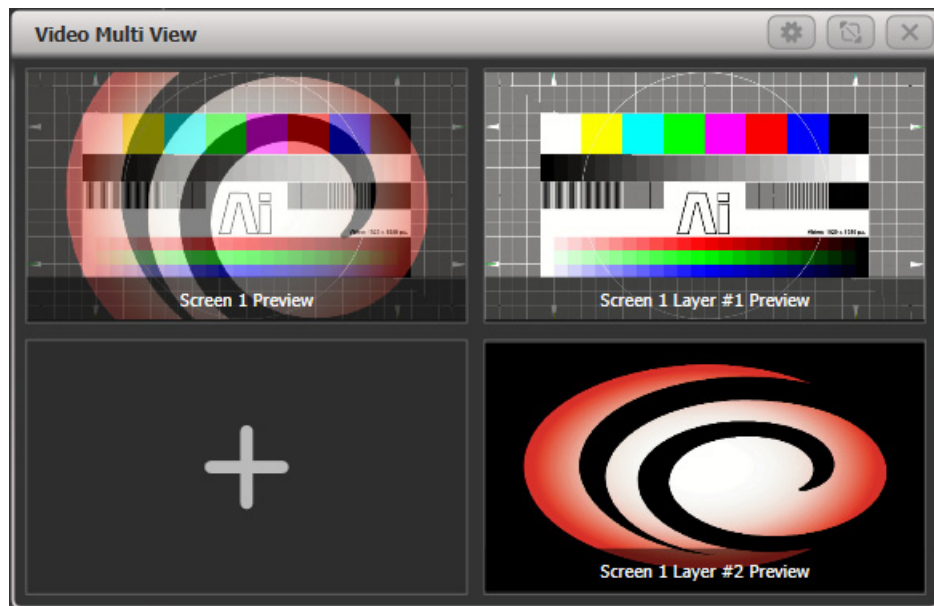 Video Multi View
Ai
Screen 1 Preview
Ai
Screen 1 Layer #1 Preview
Screen 1 Layer #2 Preview